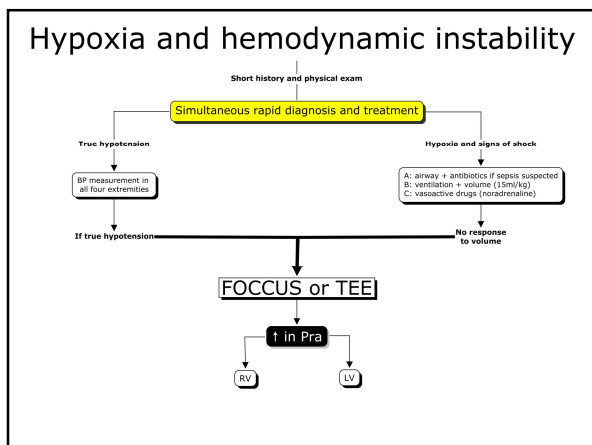 Hypoxia and hemodynamic instability
Short history and physical exam
Simultaneous rapid diagnosis and treatment
True hypotension
Hypoxia and signs of shock
BP measurement in
all four extremities
A: airway + antibiotics if sepsis suspected
B: ventilation + volume (15ml/kg)
C: vasoactive drugs (noradrenaline)
If true hypotension
No response
to volume
FOCCUS or TEE
↑ in Pra
RV
LV